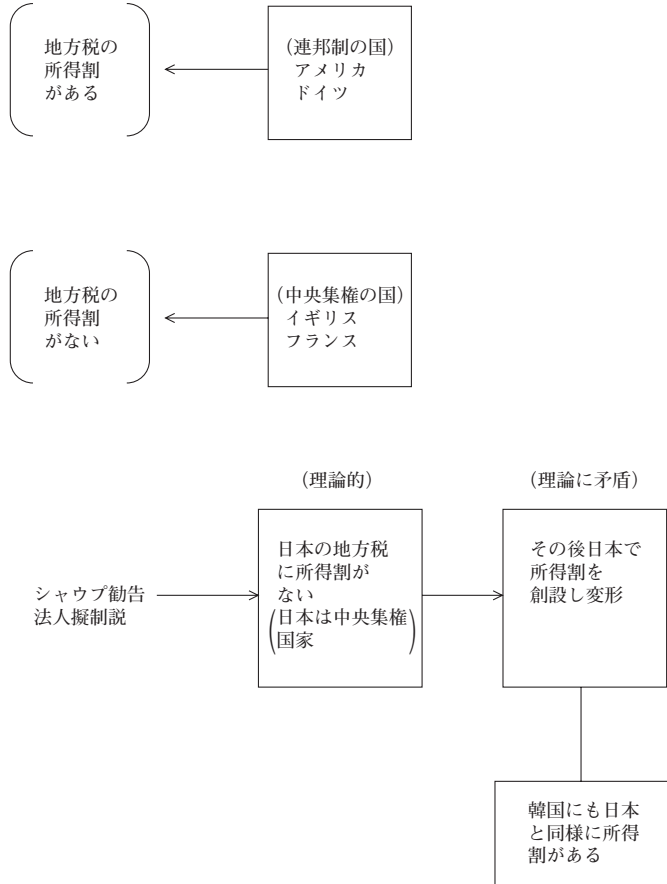 地方税の
所得割
がある
(連邦制の国)
アメリカ
ドイツ
地方税の
所得割
がない
(中央集権の国)
イギリス
フランス
(理論的)
(理論に矛盾)
シャウプ勧告
法人擬制説
日本の地方税
に所得割が
ない
(日本は中央集権
国家)
その後日本で
所得割を
創設し変形
韓国にも日本
と同様に所得
割がある